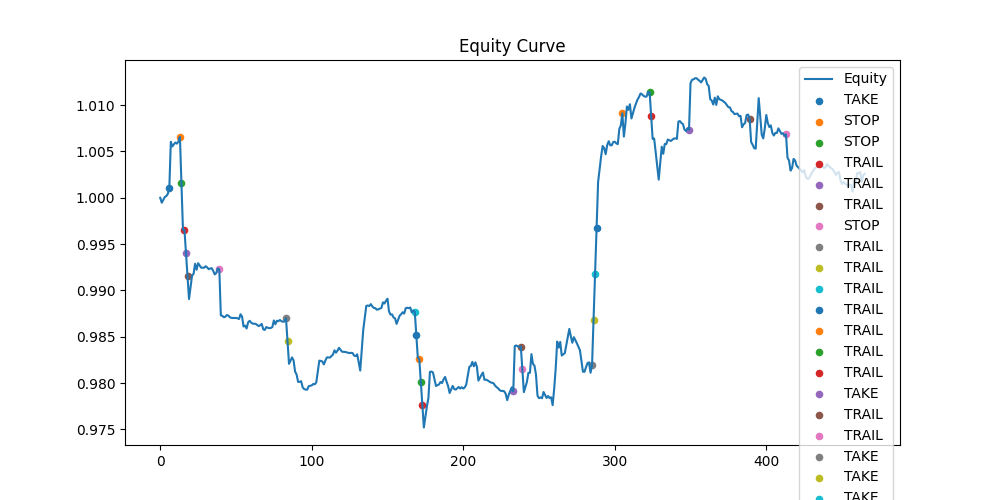 Equity Curve
1.010
1.005
1.000
0.995
0.990
0.985
0.980
0.975
0
100
200
300
400
Equity
TAKE
STOP
STOP
TRAIL
TRAIL
TRAIL
STOP
TRAIL
TRAIL
TRAIL
TRAIL
TRAIL
TRAIL
TRAIL
TAKE
TRAIL
TRAIL
TAKE
TAKE
TAKE